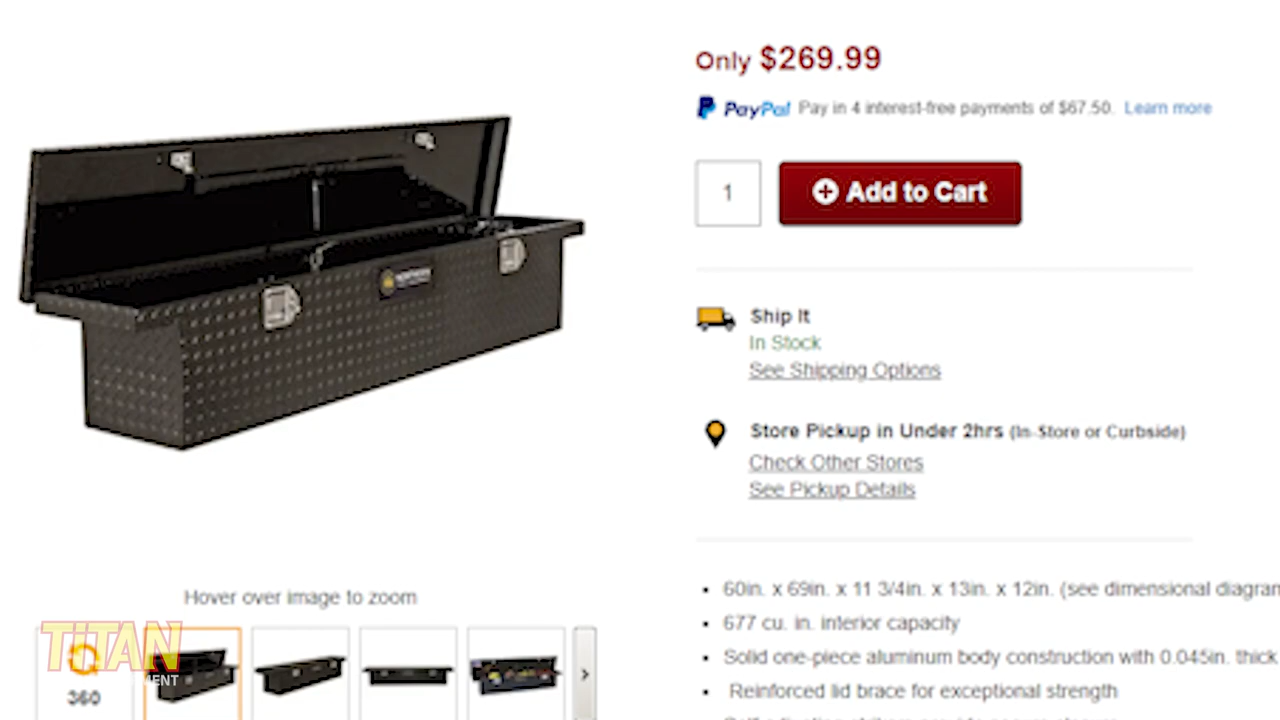 Only $269.99
PayPal Pay in 4 interest-free payments of $67.50. Learn more
1
Add to Cart
Ship It
In Stock
See Shipping Options
Store Pickup in Under 2hrs (In-Store or Curbside)
Check Other Stores
See Pickup Details
60in. x 69in. x 11 3/4in. x 13in. x 12in. (see dimensional diagram
677 cu. in. interior capacity
Solid one-piece aluminum body construction with 0.045in. thick
Reinforced lid brace for exceptional strength
Hover over image to zoom
TiTAN
MENT
360